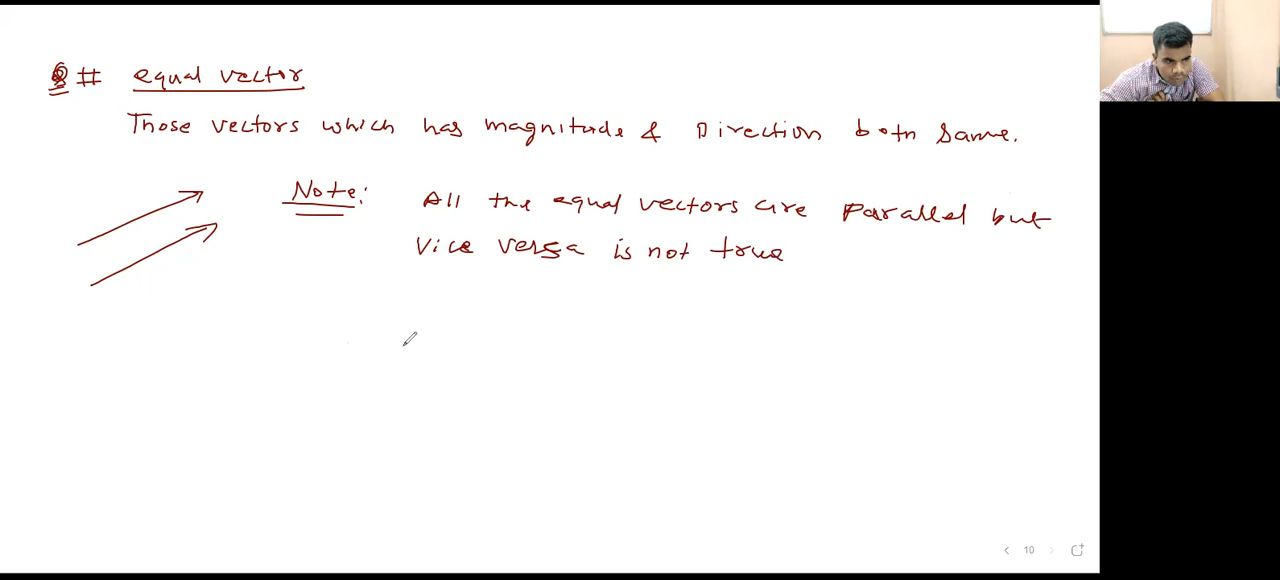 # equal vector
Those vectors which has magnitude & Direction both same.
Note: All the equal vectors are Parallel but
Vice versa is not true
10